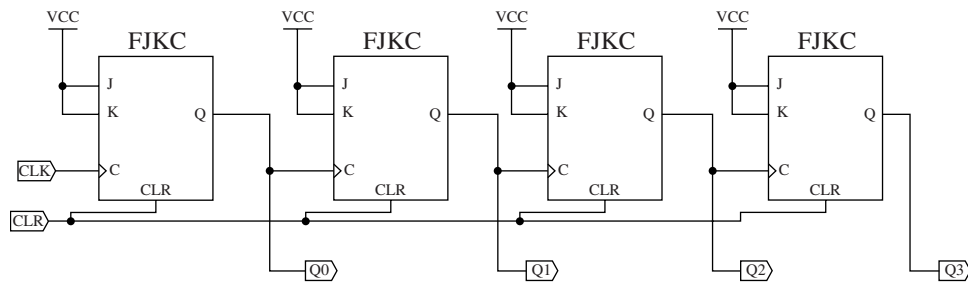 VCC VCC VCC VCC
FJKC FJKC FJKC FJKC
J J J J
K Q K Q K Q K Q
CLK C C C C
CLR CLR CLR CLR
CLR
Q0 Q1 Q2 Q3